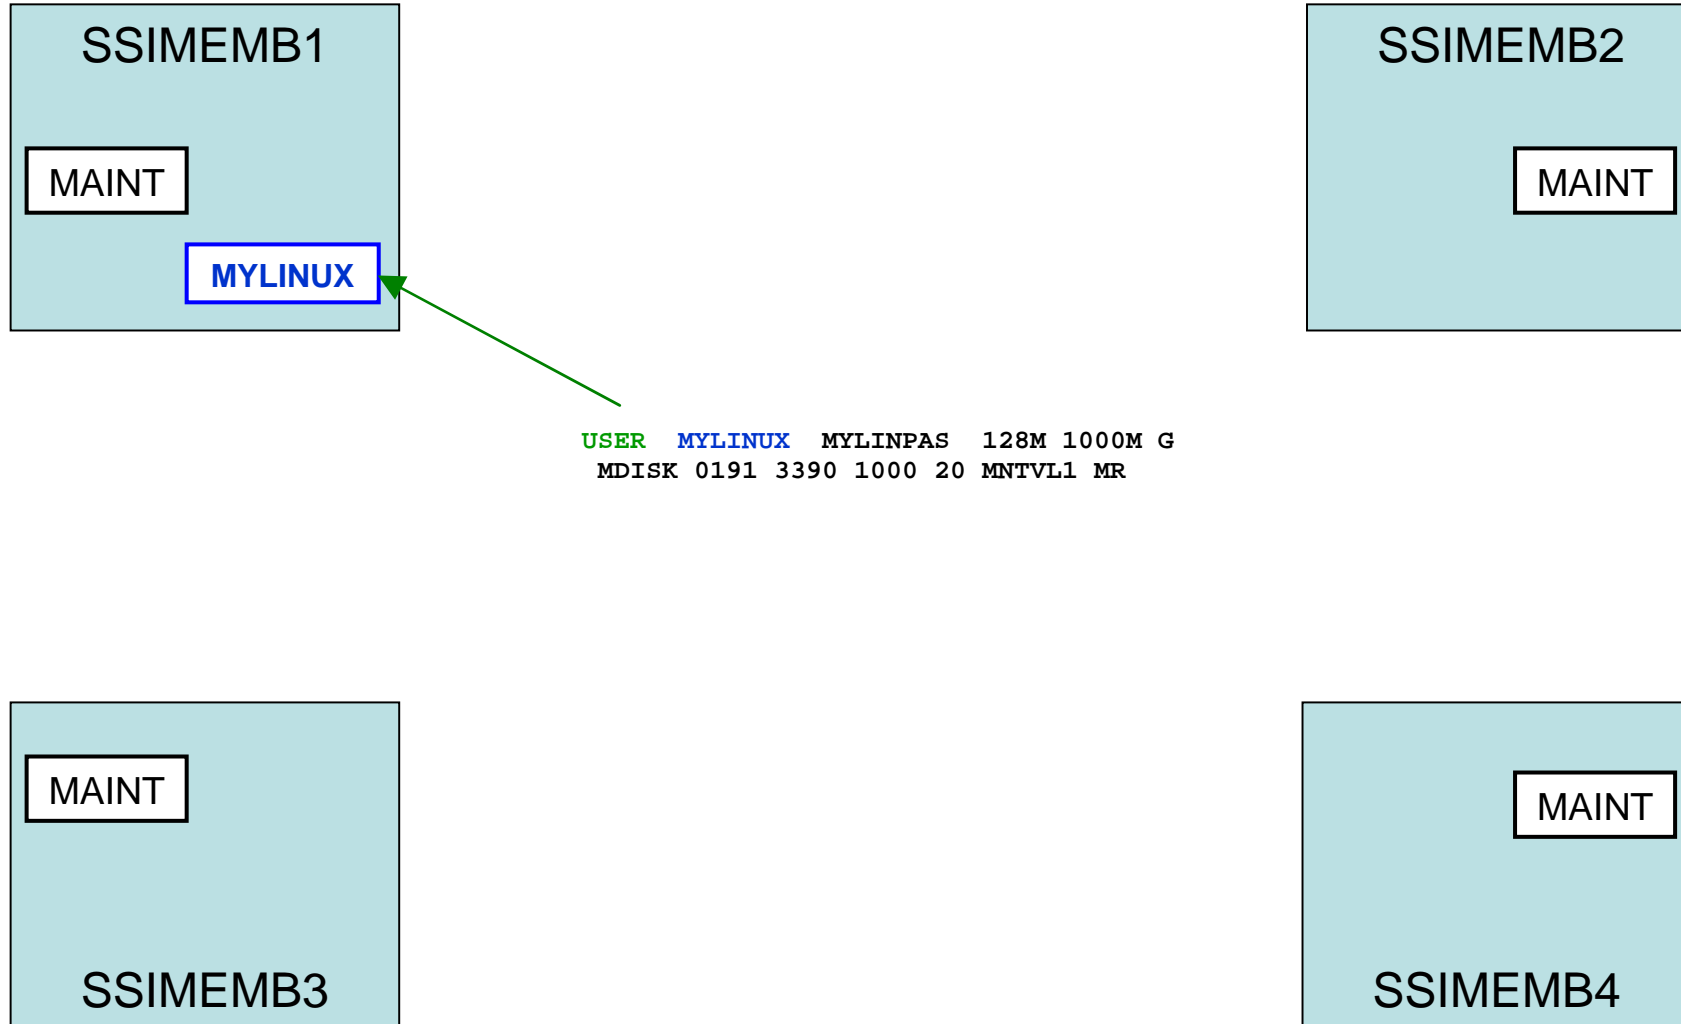 SSIMEMB1
SSIMEMB2
MAINT
MAINT
MYLINUX
USER MYLINUX MYLINPAS 128M 1000M G
MDISK 0191 3390 1000 20 MNTVL1 MR
MAINT
MAINT
SSIMEMB3
SSIMEMB4